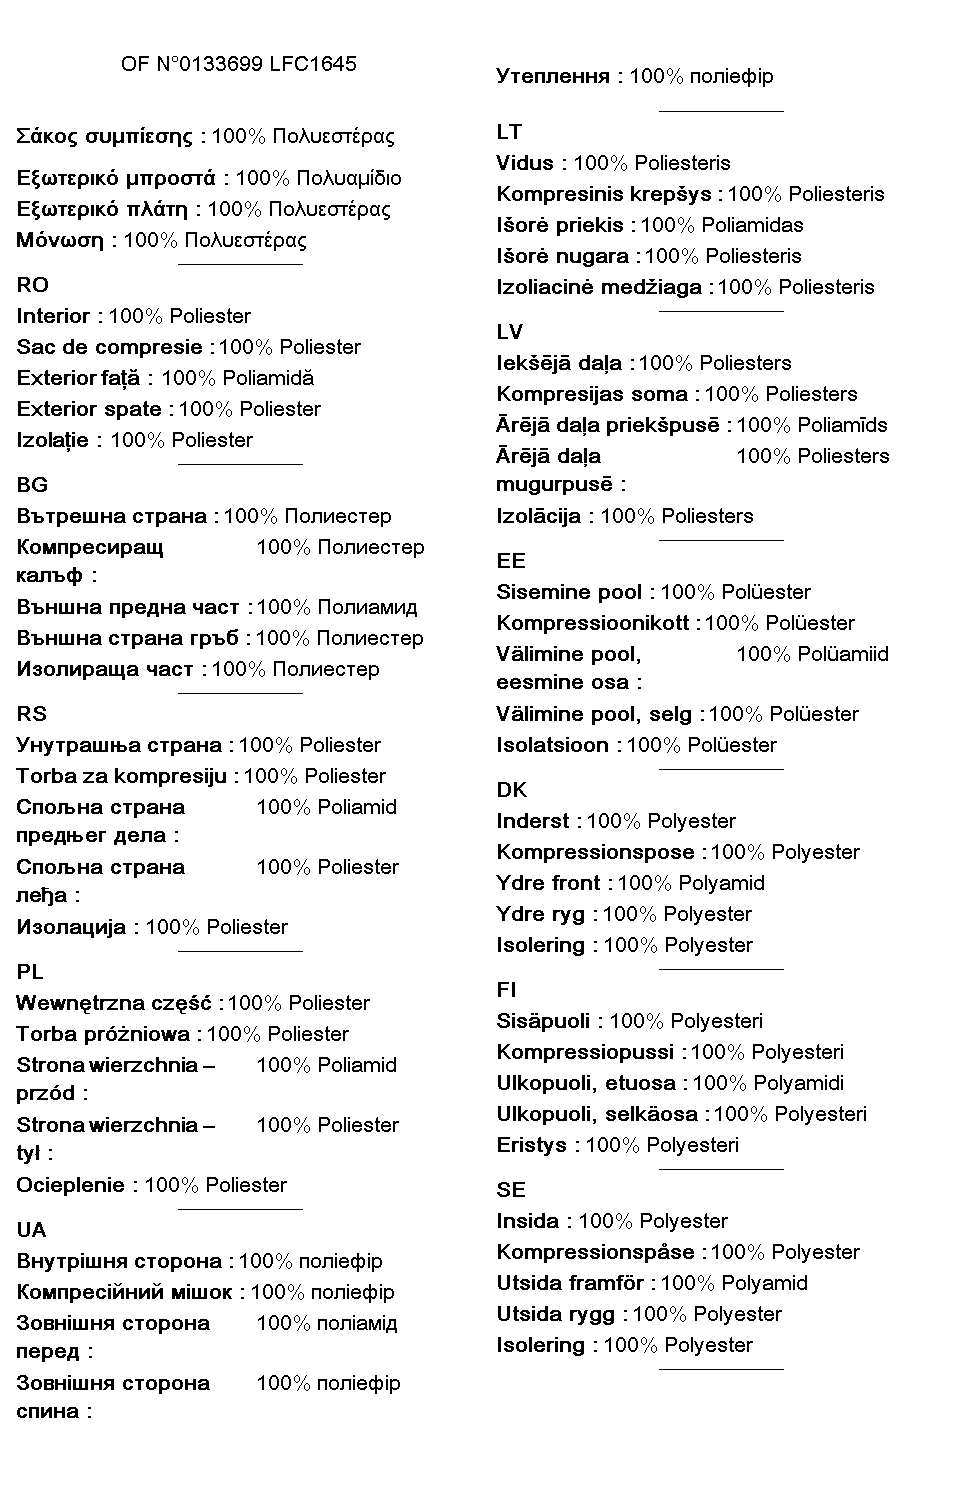 OF N°0133699 LFC1645
Σάκος συμπίεσης : 100% Πολυεστέρας
Εξωτερικό μπροστά : 100% Πολυαμίδιο
Εξωτερικό πλάτη : 100% Πολυεστέρας
Μόνωση : 100% Πολυεστέρας
RO
Interior : 100% Poliester
Sac de compresie : 100% Poliester
Exterior față : 100% Poliamidă
Exterior spate : 100% Poliester
Izolație : 100% Poliester
BG
Вътрешна страна : 100% Полиестер
Компресиращ 100% Полиестер
калъф :
Външна предна част : 100% Полиамид
Външна страна гръб : 100% Полиестер
Изолираща част : 100% Полиестер
RS
Унутрашња страна : 100% Poliester
Torba za kompresiju : 100% Poliester
Спољна страна 100% Poliamid
предњег дела :
Спољна страна 100% Poliester
леђа :
Изолација : 100% Poliester
PL
Wewnętrzna część : 100% Poliester
Torba próżniowa : 100% Poliester
Strona wierzchnia – 100% Poliamid
przód :
Strona wierzchnia – 100% Poliester
tyl :
Ocieplenie : 100% Poliester
UA
Внутрішня сторона : 100% поліефір
Компресійний мішок : 100% поліефір
Зовнішня сторона 100% поліамід
перед :
Зовнішня сторона 100% поліефір
спина :
Утеплення : 100% поліефір
LT
Vidus : 100% Poliesteris
Kompresinis krepšys : 100% Poliesteris
Išorė priekis : 100% Poliamidas
Išorė nugara : 100% Poliesteris
Izoliacinė medžiaga : 100% Poliesteris
LV
Iekšējā daļa : 100% Poliesters
Kompresijas soma : 100% Poliesters
Ārējā daļa priekšpusē : 100% Poliamīds
Ārējā daļa 100% Poliesters
mugurpusē :
Izolācija : 100% Poliesters
EE
Sisemine pool : 100% Polüester
Kompressioonikott : 100% Polüester
Välimine pool, 100% Polüamiid
eesmine osa :
Välimine pool, selg : 100% Polüester
Isolatsioon : 100% Polüester
DK
Inderst : 100% Polyester
Kompressionspose : 100% Polyester
Ydre front : 100% Polyamid
Ydre ryg : 100% Polyester
Isolering : 100% Polyester
FI
Sisäpuoli : 100% Polyesteri
Kompressiopussi : 100% Polyesteri
Ulkopuoli, etuosa : 100% Polyamidi
Ulkopuoli, selkäosa : 100% Polyesteri
Eristys : 100% Polyesteri
SE
Insida : 100% Polyester
Kompressionspåse : 100% Polyester
Utsida framför : 100% Polyamid
Utsida rygg : 100% Polyester
Isolering : 100% Polyester